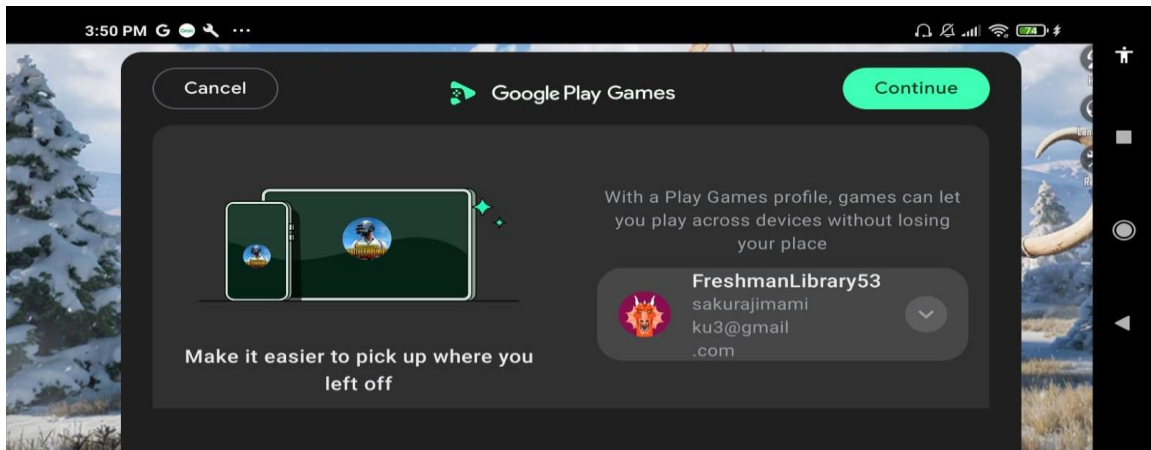 3:50 PM G
74
Cancel
Google Play Games
Continue
With a Play Games profile, games can let
you play across devices without losing
your place
FreshmanLibrary53
sakurajimami
ku3@gmail
.com
Make it easier to pick up where you
left off